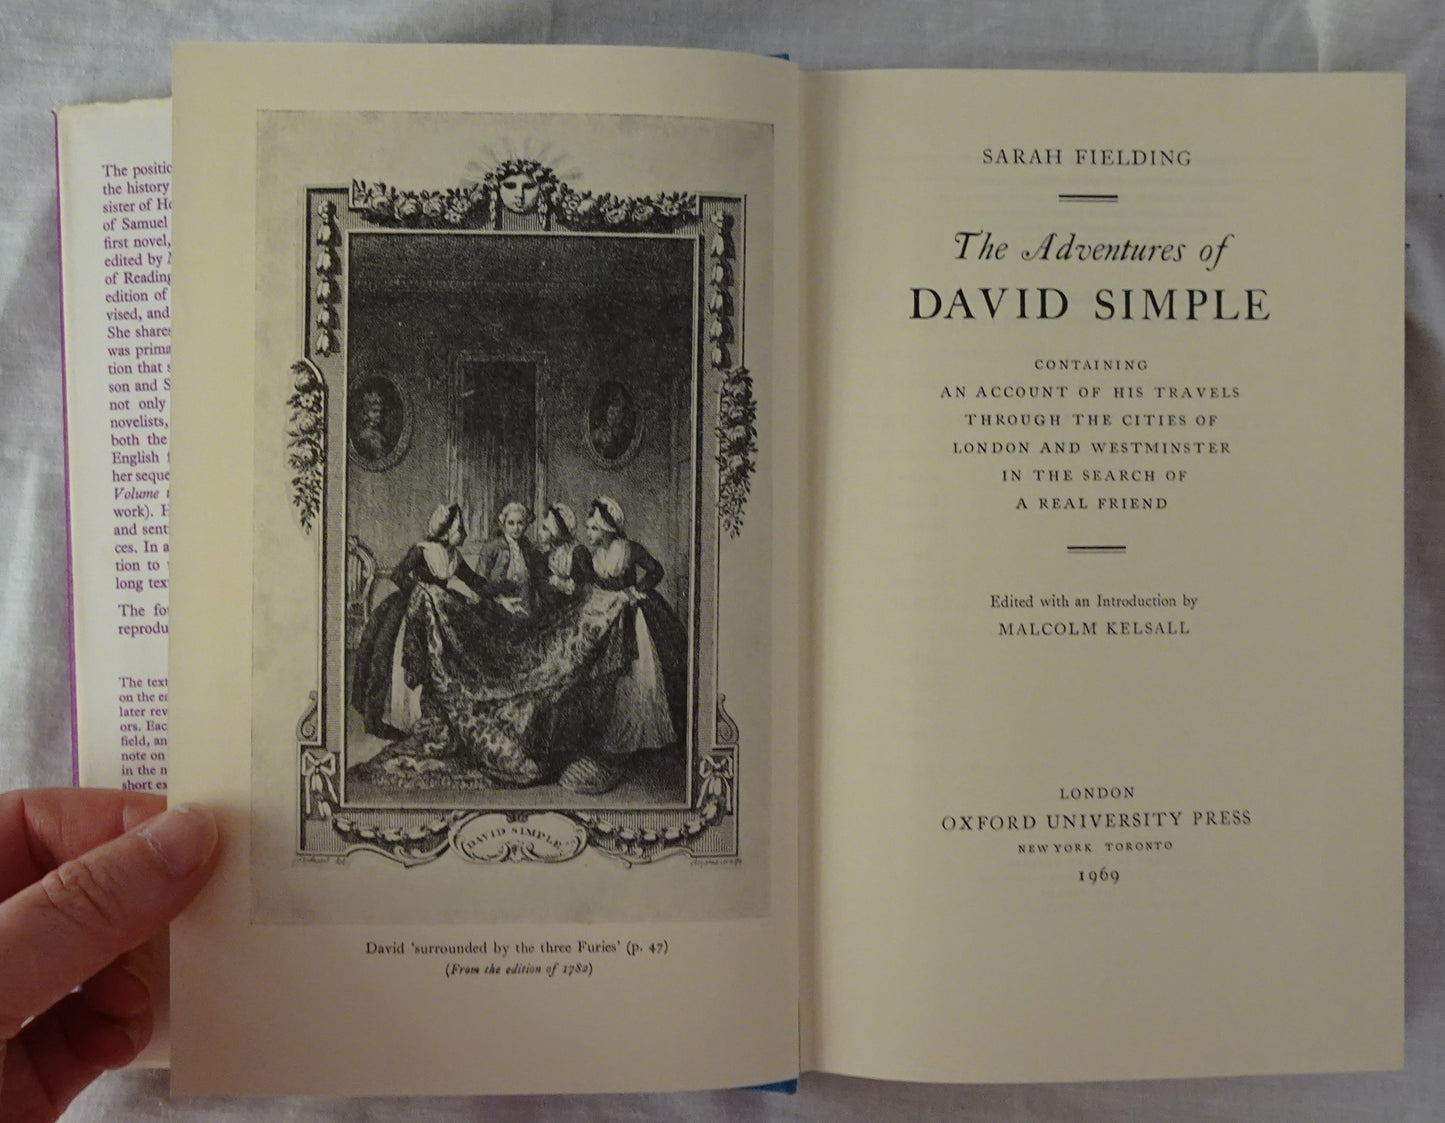 The positic
the history
sister of He
of Samuel
first novel,
edited by
of Reading
edition of
vised, and
She shares
was prima
tion that
son and S
not only
novelists,
both the
English
her seque
Volume
work). H
and sent
ces. In a
tion to
long tex
The fo
reprodu
The text
on the
later rev
ors. Eac
field, an
note on
in the n
short ex
DAVID SIMPLE
David 'surrounded by the three Furies' (p. 47)
(From the edition of 1782)
SARAH FIELDING
The Adventures of
DAVID SIMPLE
CONTAINING
AN ACCOUNT OF HIS TRAVELS
THROUGH THE CITIES OF
LONDON AND WESTMINSTER
IN THE SEARCH OF
A REAL FRIEND
Edited with an Introduction by
MALCOLM KELSALL
LONDON
OXFORD UNIVERSITY PRESS
NEW YORK TORONTO
1969